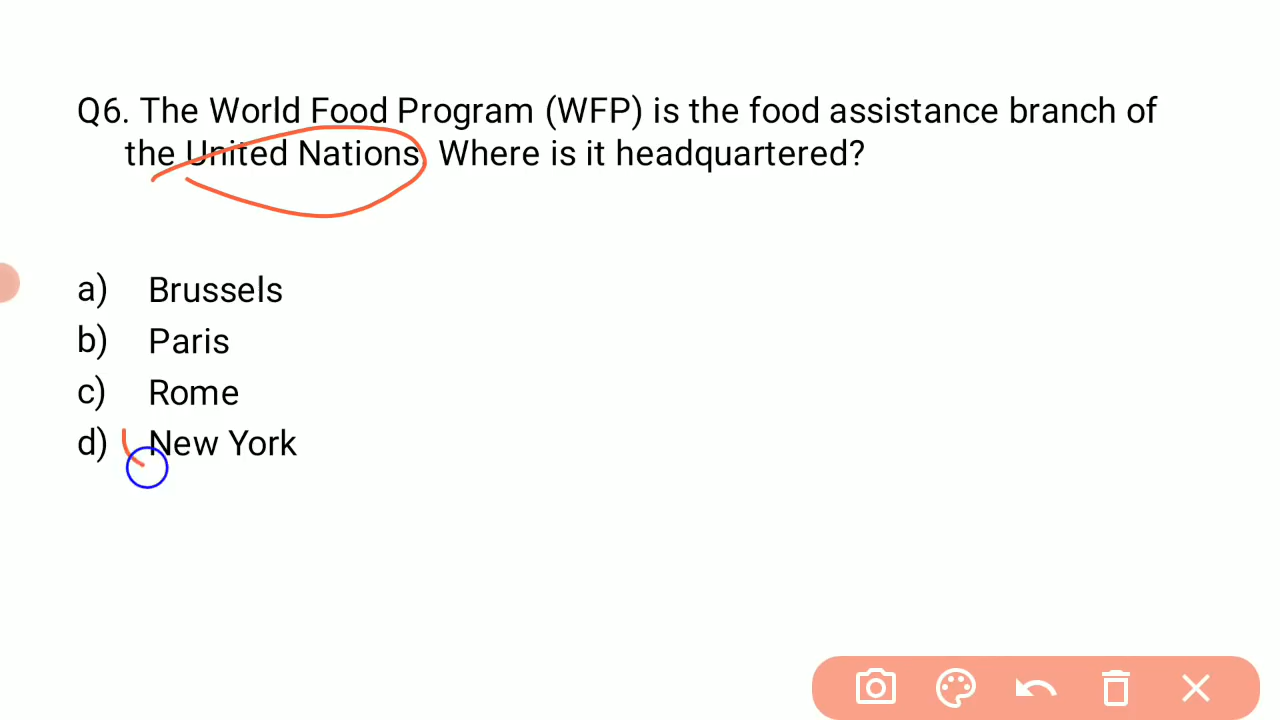 Q6. The World Food Program (WFP) is the food assistance branch of
the United Nations. Where is it headquartered?
a) Brussels
b) Paris
c) Rome
d) New York